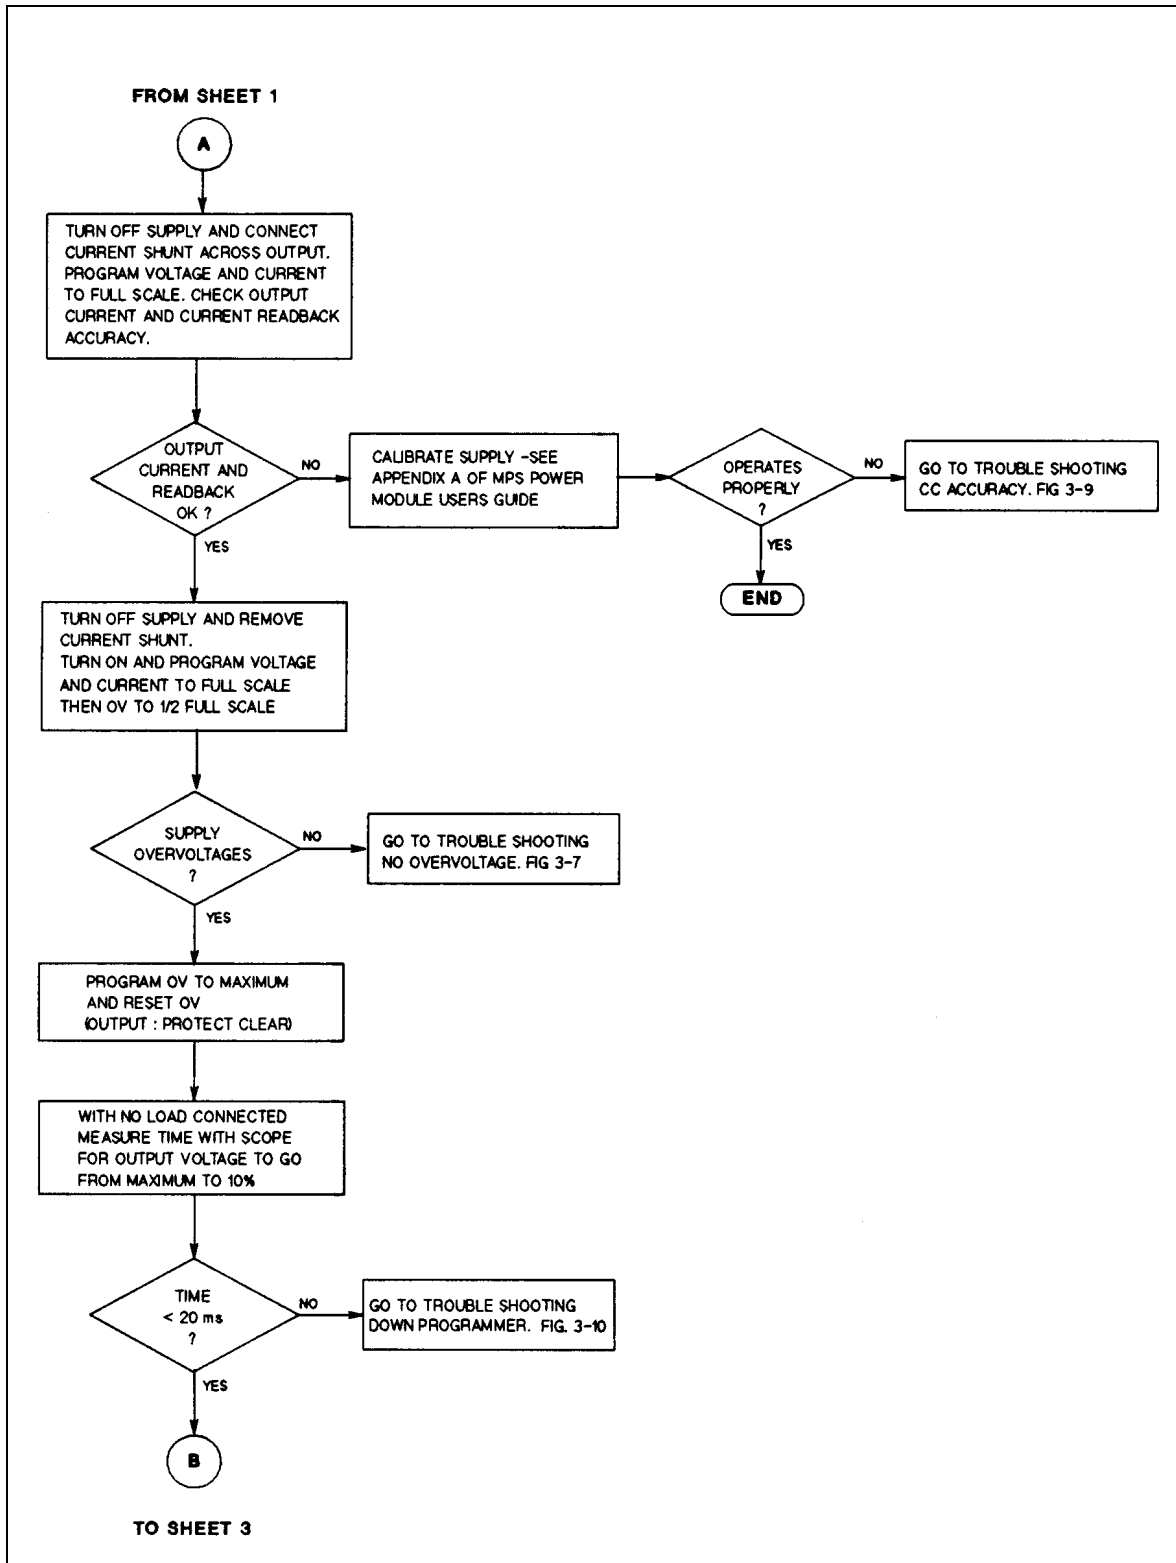 FROM SHEET 1
A
TURN OFF SUPPLY AND CONNECT
CURRENT SHUNT ACROSS OUTPUT.
PROGRAM VOLTAGE AND CURRENT
TO FULL SCALE. CHECK OUTPUT
CURRENT AND CURRENT READBACK
ACCURACY.
OUTPUT
CURRENT AND
READBACK
OK ?
NO
CALIBRATE SUPPLY -SEE
APPENDIX A OF MPS POWER
MODULE USERS GUIDE
OPERATES
PROPERLY
?
NO
GO TO TROUBLE SHOOTING
CC ACCURACY. FIG 3-9
YES
END
YES
TURN OFF SUPPLY AND REMOVE
CURRENT SHUNT.
TURN ON AND PROGRAM VOLTAGE
AND CURRENT TO FULL SCALE
THEN OV TO 1/2 FULL SCALE
SUPPLY
OVERVOLTAGES
?
NO
GO TO TROUBLE SHOOTING
NO OVERVOLTAGE. FIG 3-7
YES
PROGRAM OV TO MAXIMUM
AND RESET OV
(OUTPUT : PROTECT CLEAR)
WITH NO LOAD CONNECTED
MEASURE TIME WITH SCOPE
FOR OUTPUT VOLTAGE TO GO
FROM MAXIMUM TO 10%
TIME
< 20 ms
?
NO
GO TO TROUBLE SHOOTING
DOWN PROGRAMMER. FIG. 3-10
YES
B
TO SHEET 3